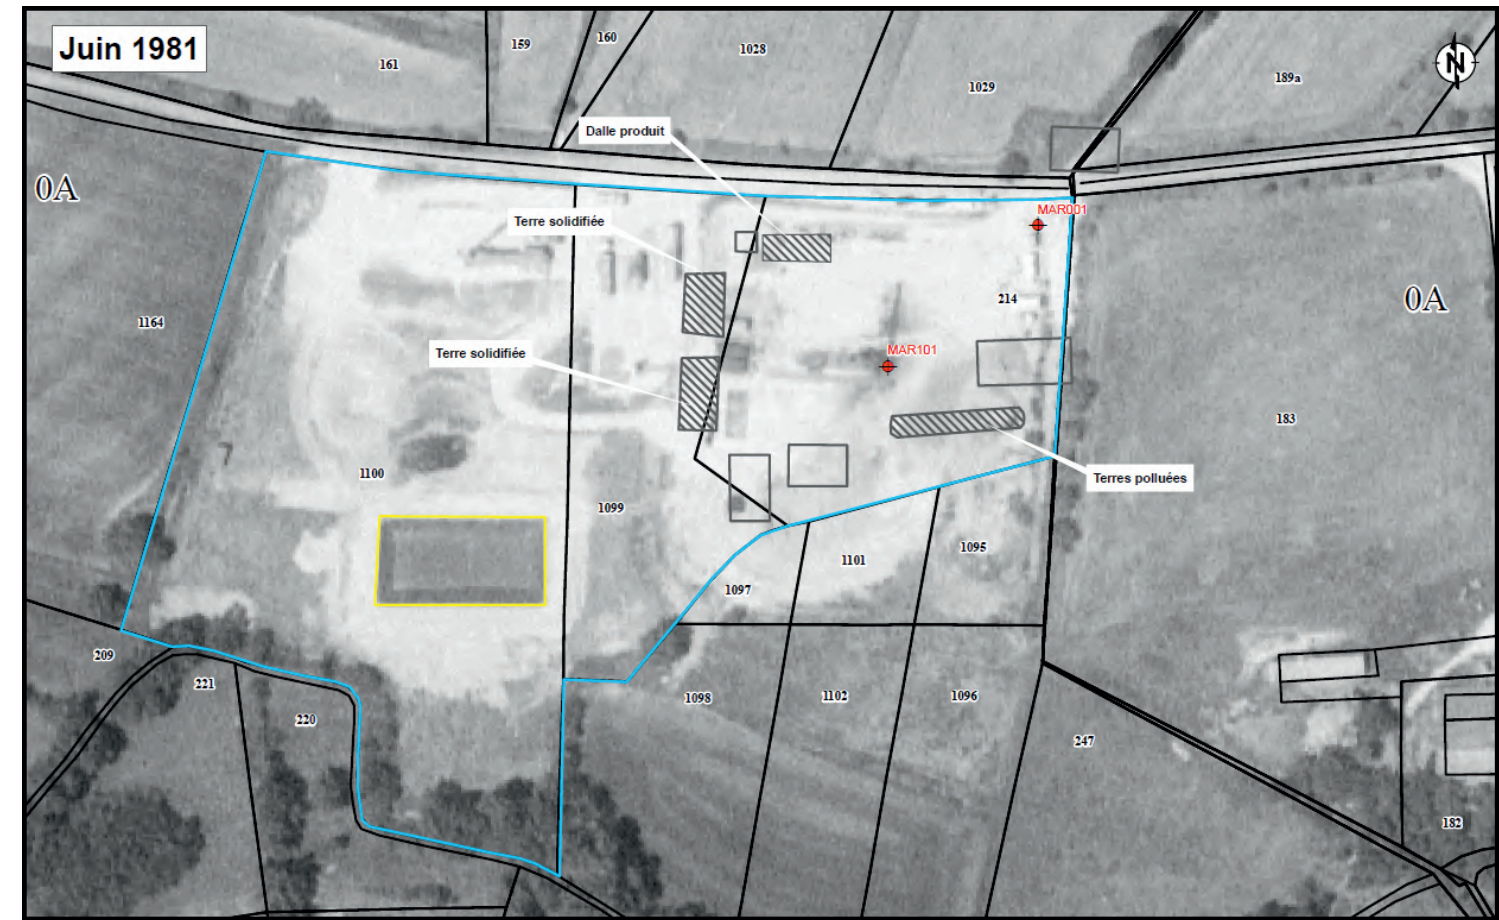 Juin 1981
N
161
159
160
1028
1029
189a
Dalle produit
0A
Terre solidifiée
MAR001
214
0A
1164
Terre solidifiée
MAR101
183
1100
Terres polluées
1099
1101
1095
1097
209
221
220
1098
1102
1096
247
182